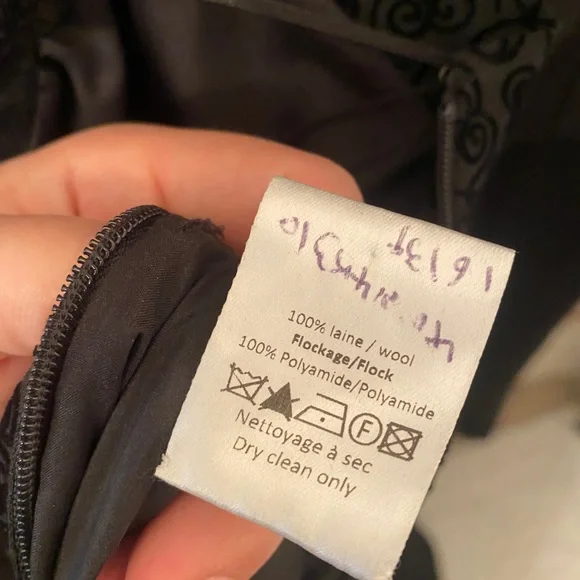 100% laine / wool
Flockage/Flock
100% Polyamide/Polyamide
F
Nettoyage à sec
Dry clean only